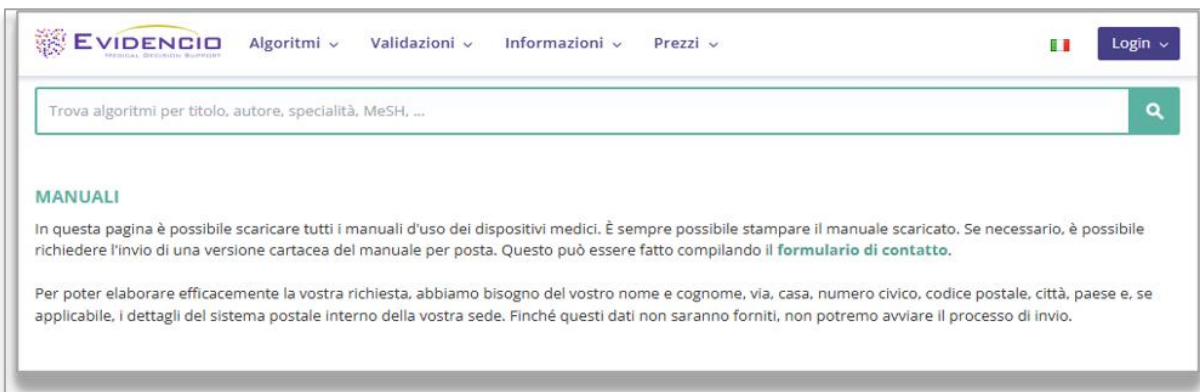 EVIDENCIO
MEDICAL DECISION SUPPORT
Algoritmi
Validazioni
Informazioni
Prezzi
Login
Trova algoritmi per titolo, autore, specialità, MeSH, ...
MANUALI
In questa pagina è possibile scaricare tutti i manuali d'uso dei dispositivi medici. È sempre possibile stampare il manuale scaricato. Se necessario, è possibile
richiedere l'invio di una versione cartacea del manuale per posta. Questo può essere fatto compilando il formulario di contatto.
Per poter elaborare efficacemente la vostra richiesta, abbiamo bisogno del vostro nome e cognome, via, casa, numero civico, codice postale, città, paese e, se
applicabile, i dettagli del sistema postale interno della vostra sede. Finché questi dati non saranno forniti, non potremo avviare il processo di invio.